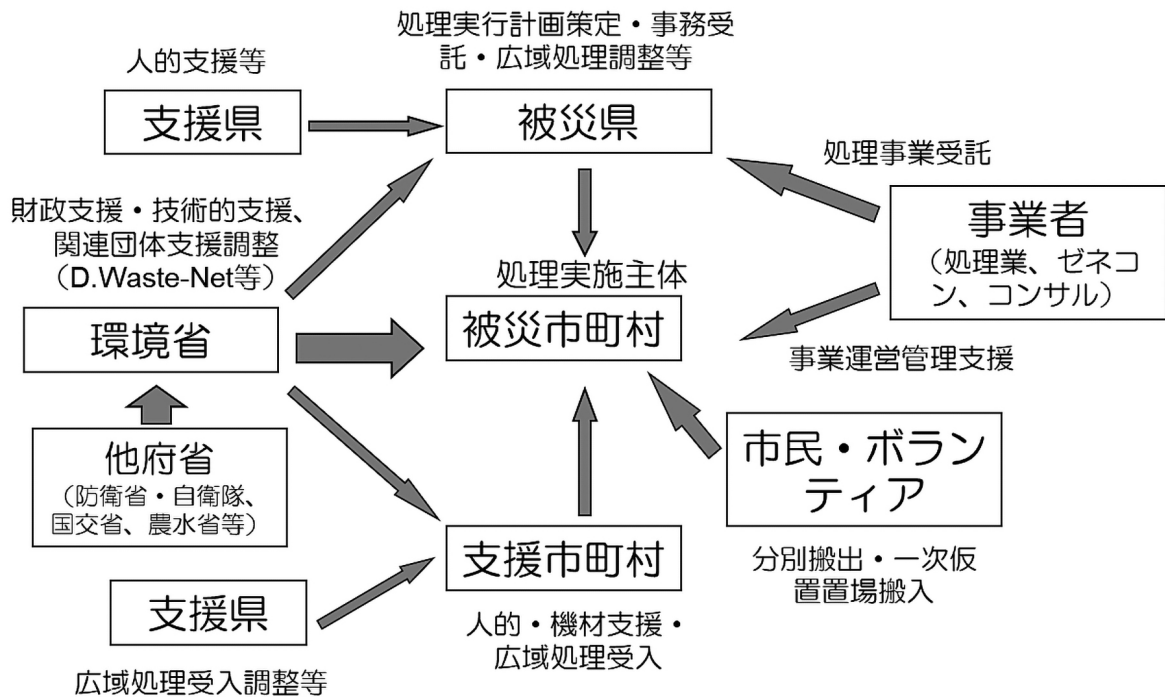 処理実行計画策定・事務受
託・広域処理調整等
人的支援等
支援県
被災県
処理事業受託
財政支援・技術的支援、
関連団体支援調整
（D.Waste-Net等）
事業者
（処理業、ゼネコ
ン、コンサル）
処理実施主体
環境省
被災市町村
事業運営管理支援
他府省
（防衛省・自衛隊、
国交省、農水省等）
市民・ボラン
ティア
支援市町村
分別搬出・一次仮
置置場搬入
支援県
人的・機材支援・
広域処理受入
広域処理受入調整等